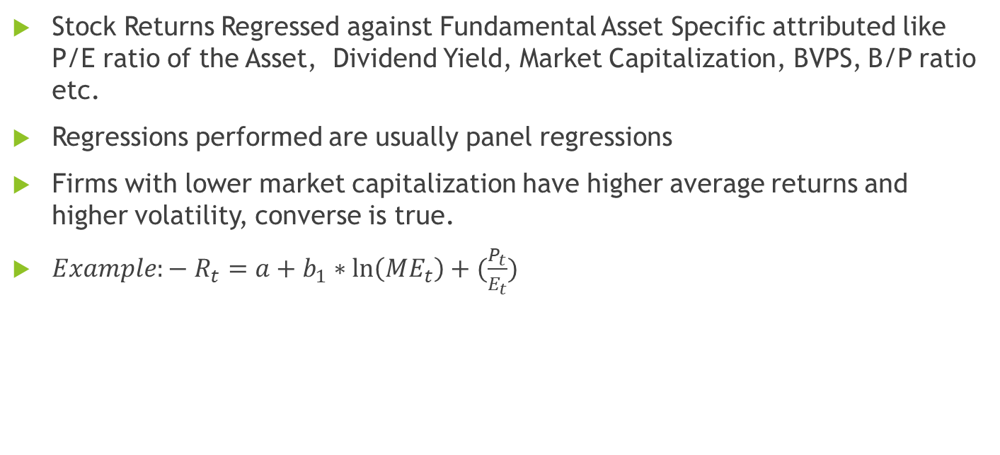 Stock Returns Regressed against Fundamental Asset Specific attributed like
P/E ratio of the Asset, Dividend Yield, Market Capitalization, BVPS, B/P ratio
etc.
Regressions performed are usually panel regressions
Firms with lower market capitalization have higher average returns and
higher volatility, converse is true.
Example: − R_t = a + b_1 * ln(ME_t) + (P_t/E_t)